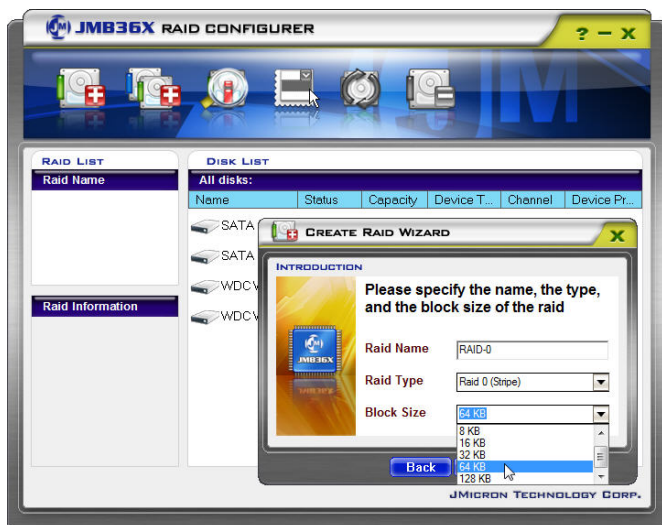 JMB36X RAID CONFIGURER
? – X
RAID LIST
Raid Name
DISK LIST
All disks:
Name Status Capacity Device T... Channel Device Pr...
SATA
SATA
WDC
WDC
Raid Information
CREATE RAID WIZARD
X
INTRODUCTION
Please specify the name, the type,
and the block size of the raid
JMB36X
Raid Name RAID-0
Raid Type Raid 0 (Stripe)
Block Size 64 KB
8 KB
16 KB
32 KB
64 KB
128 KB
Back
JMICRON TECHNOLOGY CORP.